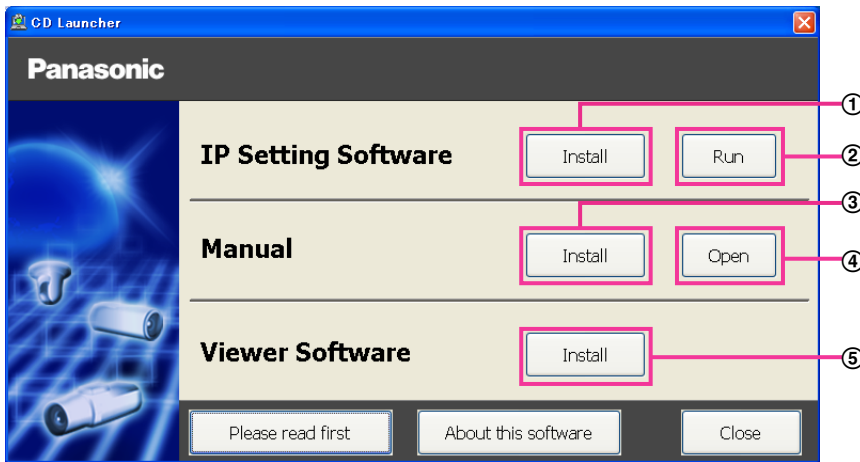 CD Launcher
Panasonic
①
IP Setting Software Install Run ②
③
Manual Install Open ④
Viewer Software Install ⑤
Please read first About this software Close